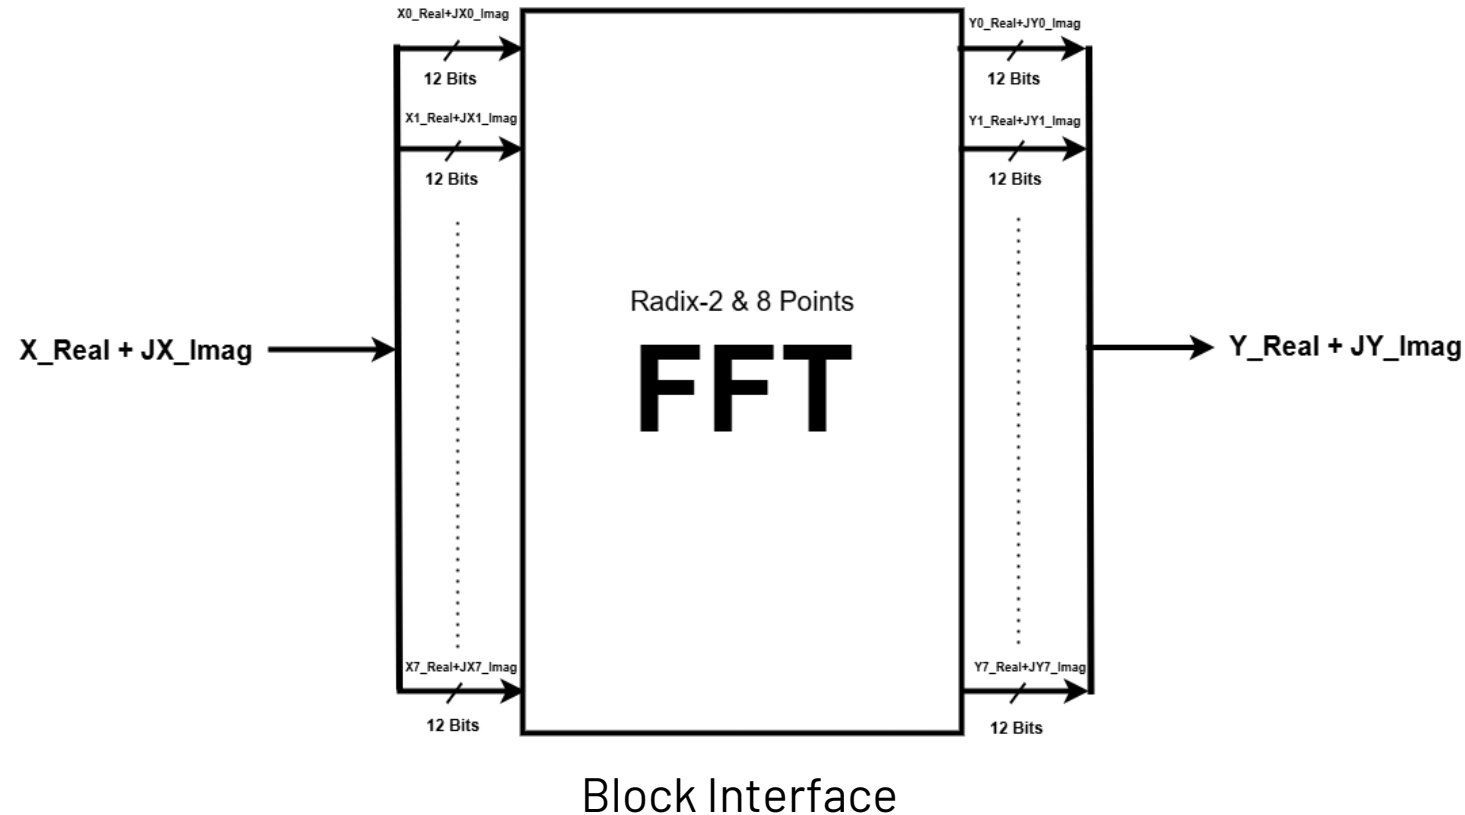 X0_Real+JX0_Imag
12 Bits
X1_Real+JX1_Imag
12 Bits
X_Real + JX_Imag
X7_Real+JX7_Imag
12 Bits
Radix-2 & 8 Points
FFT
Y0_Real+JY0_Imag
12 Bits
Y1_Real+JY1_Imag
12 Bits
Y_Real + JY_Imag
Y7_Real+JY7_Imag
12 Bits
Block Interface